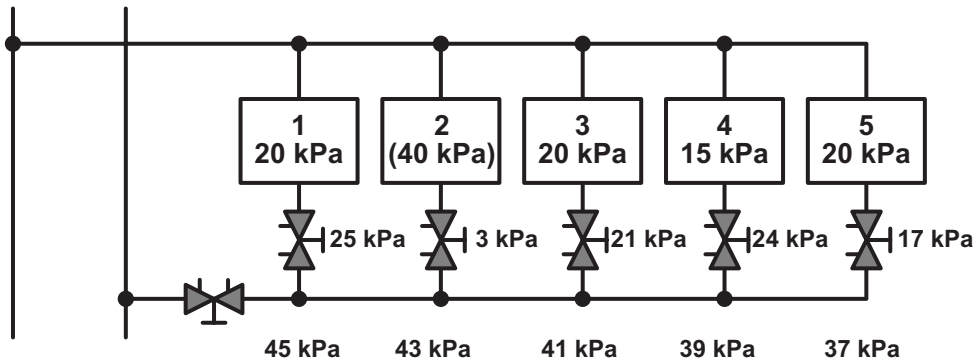 1
20 kPa
2
(40 kPa)
3
20 kPa
4
15 kPa
5
20 kPa
25 kPa
3 kPa
21 kPa
24 kPa
17 kPa
45 kPa
43 kPa
41 kPa
39 kPa
37 kPa